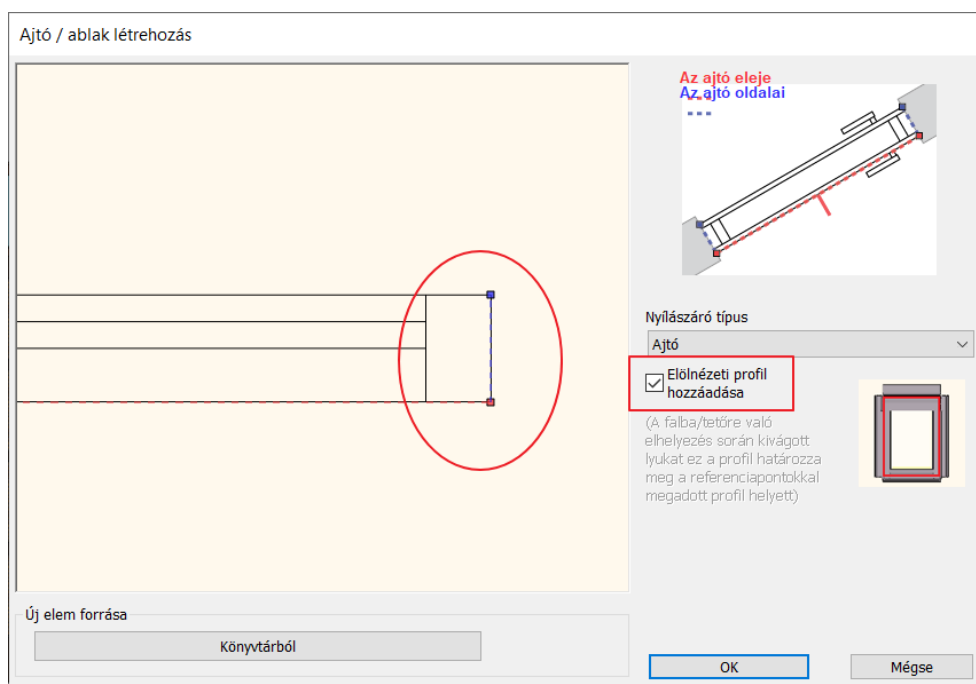 Ajtó / ablak létrehozás
Az ajtó eleje
Az ajtó oldalai
Nyílászáró típus
Ajtó
Elölnézeti profil
hozzáadása
(A falba/tetőre való
elhelyezés során kivágott
lyukat ez a profil határozza
meg a referenciapontokkal
megadott profil helyett)
Új elem forrása
Könyvtárból
OK
Mégse